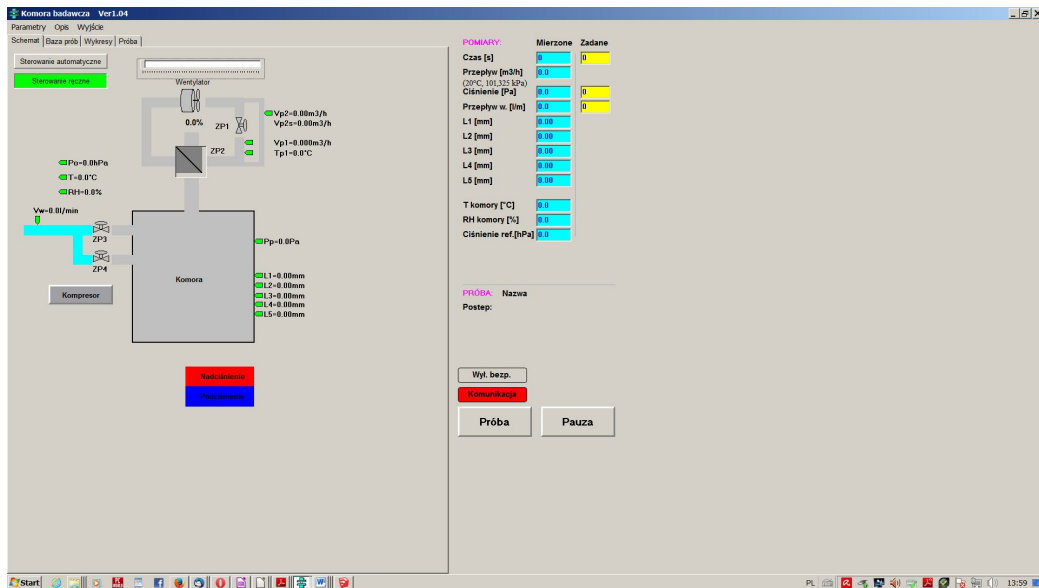 Komora badawcza Ver1.04
Parametry Opis Wyjście
Schemat Baza prób Wykresy Próba
Sterowanie automatyczne
Sterowanie ręczne
Wentylator
0.0%
ZP1
ZP2
Vp2=0.00m3/h
Vp2s=0.00m3/h
Vp1=0.000m3/h
Tp1=0.0°C
Po=0.0hPa
T=0.0°C
RH=0.0%
Vw=0.0l/min
ZP3
ZP4
Kompresor
Komora
Pp=0.0Pa
L1=0.00mm
L2=0.00mm
L3=0.00mm
L4=0.00mm
L5=0.00mm
Nadciśnienie
Podciśnienie
POMIARY: Mierzone Zadane
Czas [s] 0 0
Przepływ [m3/h] 0.0
(20°C, 101,325 kPa)
Ciśnienie [Pa] 0.0 0
Przepływ w. [l/m] 0.0 0
L1 [mm] 0.00
L2 [mm] 0.00
L3 [mm] 0.00
L4 [mm] 0.00
L5 [mm] 0.00
T komory [°C] 0.0
RH komory [%] 0.0
Ciśnienie ref.[hPa] 0.0
PRÓBA: Nazwa
Postep:
Wył. bezp.
Komunikacja
Próba Pauza
Start
PL 13:59